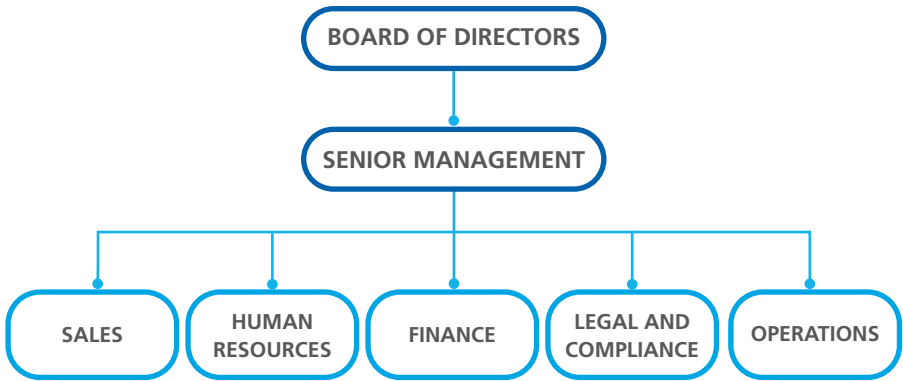 BOARD OF DIRECTORS
SENIOR MANAGEMENT
SALES
HUMAN
RESOURCES
FINANCE
LEGAL AND
COMPLIANCE
OPERATIONS